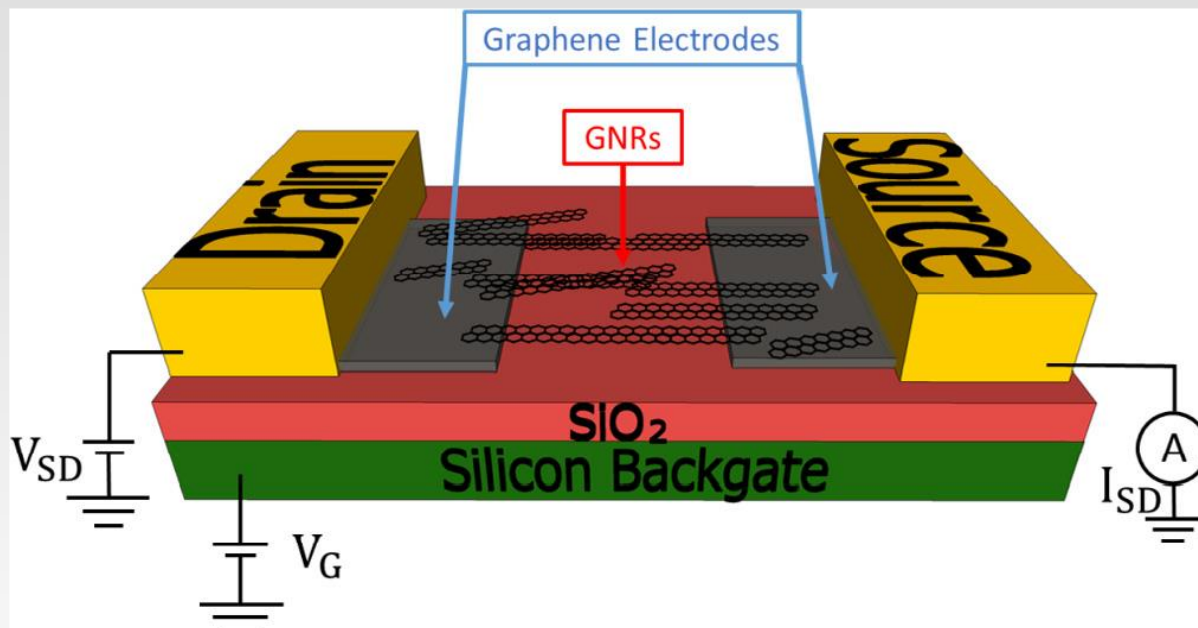 Graphene Electrodes
GNRs
Drain
Source
SiO₂
Silicon Backgate
V_SD
V_G
A
I_SD